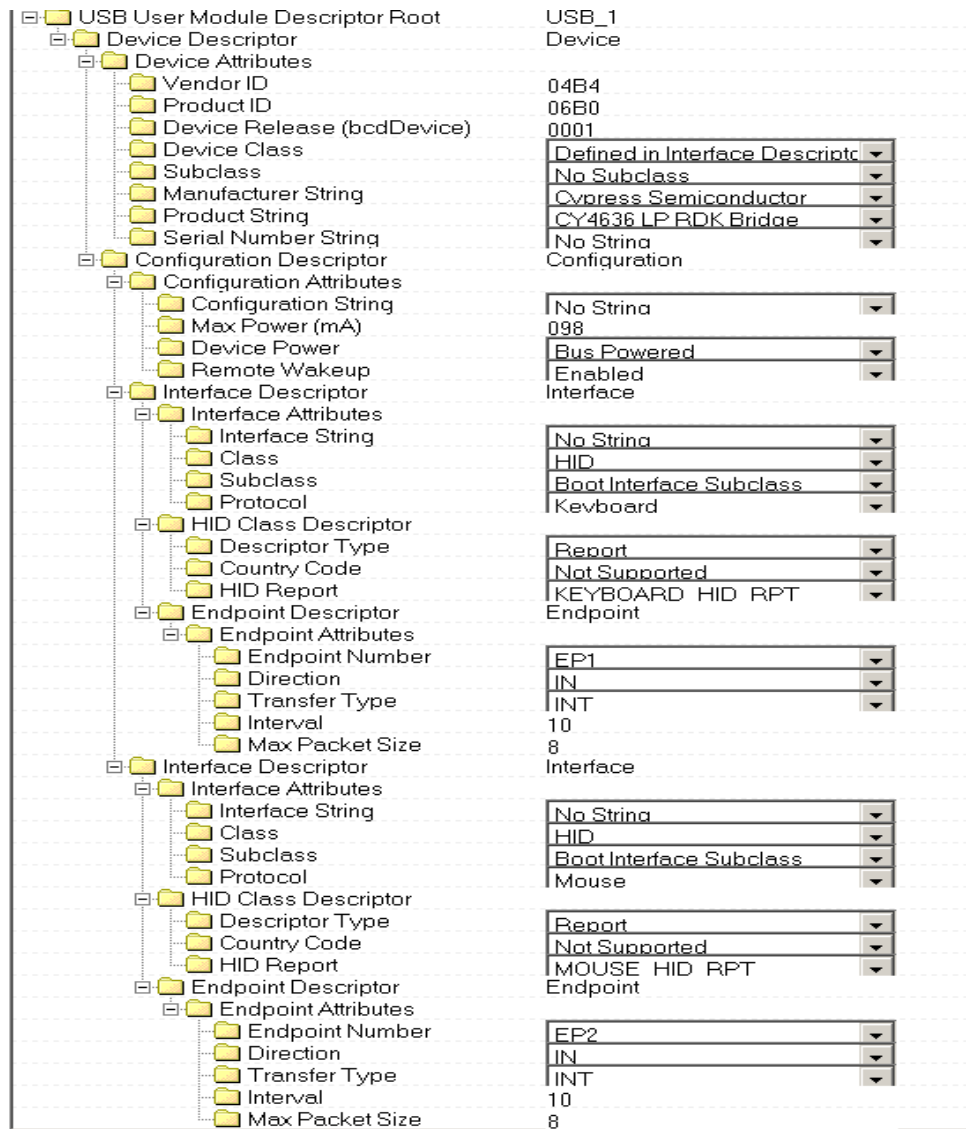 USB User Module Descriptor Root USB_1
Device Descriptor Device
Device Attributes
Vendor ID 04B4
Product ID 06B0
Device Release (bcdDevice) 0001
Device Class Defined in Interface Descripto
Subclass No Subclass
Manufacturer String Cypress Semiconductor
Product String CY4636 LP RDK Bridge
Serial Number String No String
Configuration Descriptor Configuration
Configuration Attributes
Configuration String No String
Max Power (mA) 098
Device Power Bus Powered
Remote Wakeup Enabled
Interface Descriptor Interface
Interface Attributes
Interface String No String
Class HID
Subclass Boot Interface Subclass
Protocol Keyboard
HID Class Descriptor
Descriptor Type Report
Country Code Not Supported
HID Report KEYBOARD_HID_RPT
Endpoint Descriptor Endpoint
Endpoint Attributes
Endpoint Number EP1
Direction IN
Transfer Type INT
Interval 10
Max Packet Size 8
Interface Descriptor Interface
Interface Attributes
Interface String No String
Class HID
Subclass Boot Interface Subclass
Protocol Mouse
HID Class Descriptor
Descriptor Type Report
Country Code Not Supported
HID Report MOUSE_HID_RPT
Endpoint Descriptor Endpoint
Endpoint Attributes
Endpoint Number EP2
Direction IN
Transfer Type INT
Interval 10
Max Packet Size 8